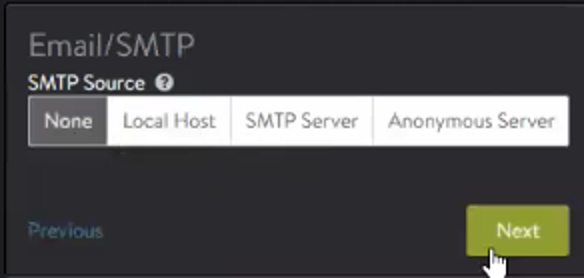 Email/SMTP
SMTP Source ?
None Local Host SMTP Server Anonymous Server
Previous Next